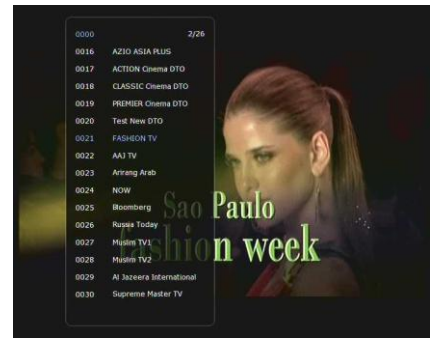 0000 2/26
0016 AZIO ASIA PLUS
0017 ACTION Cinema DTO
0018 CLASSIC Cinema DTO
0019 PREMIER Cinema DTO
0020 Test New DTO
0021 FASHION TV
0022 AAJ TV
0023 Arirang Arab
0024 NOW
0025 Bloomberg
0026 Russia Today
0027 Muslim TV1
0028 Muslim TV2
0029 Al Jazeera International
0030 Supreme Master TV
Sao Paulo
fashion week